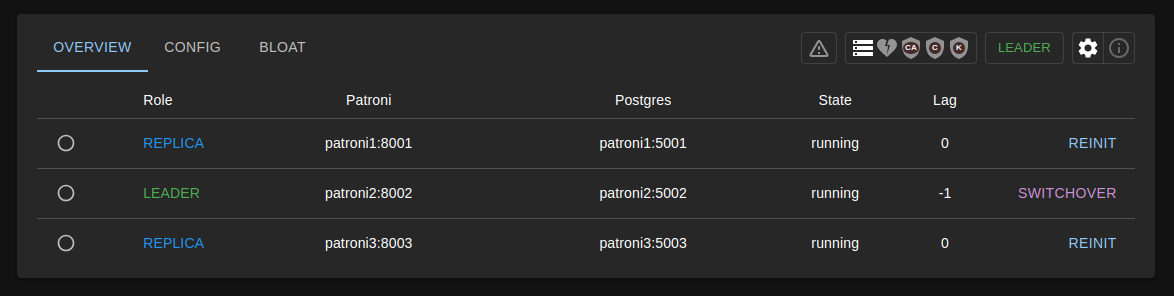 OVERVIEW CONFIG BLOAT CA C K LEADER
Role Patroni Postgres State Lag
REPLICA patroni1:8001 patroni1:5001 running 0 REINIT
LEADER patroni2:8002 patroni2:5002 running -1 SWITCHOVER
REPLICA patroni3:8003 patroni3:5003 running 0 REINIT